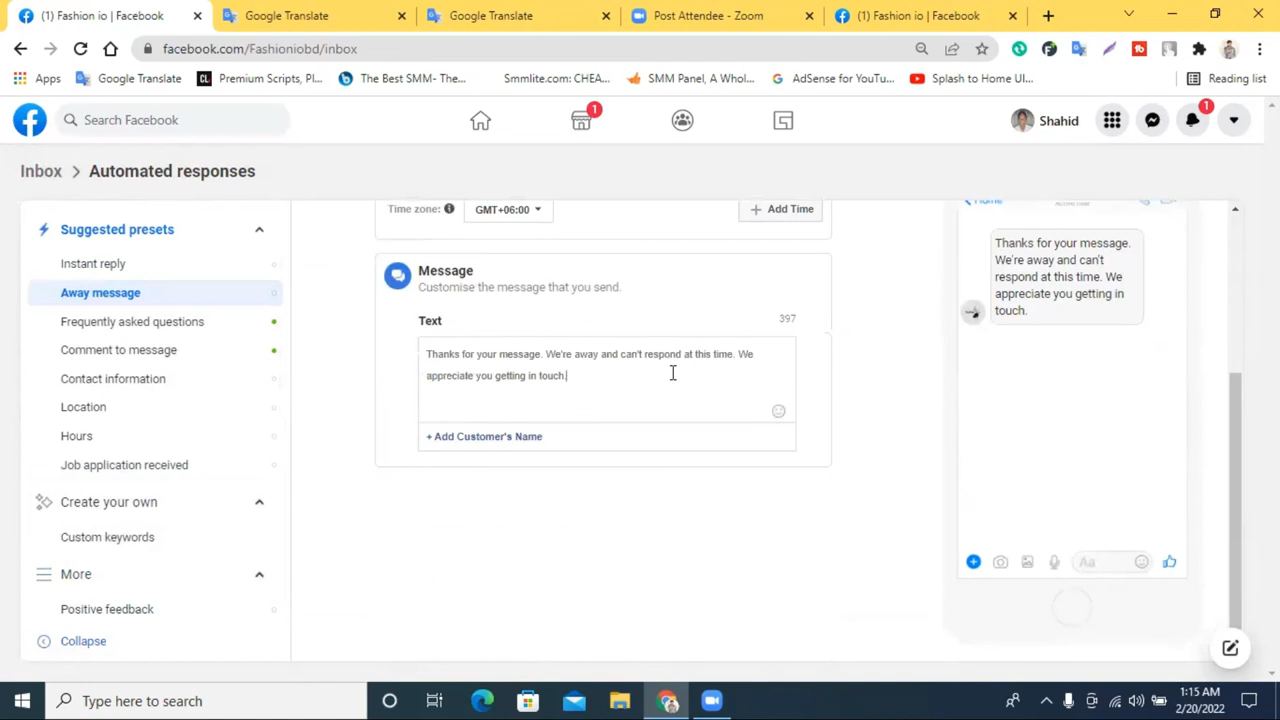 (1) Fashion io | Facebook
Google Translate
Google Translate
Post Attendee - Zoom
(1) Fashion io | Facebook
facebook.com/Fashioniobd/inbox
Apps
Google Translate
CL
Premium Scripts, Pl...
The Best SMM- The...
Smmlite.com: CHEA...
SMM Panel, A Whol...
AdSense for YouTu...
Splash to Home UI...
Reading list
Search Facebook
1
Shahid
1
Inbox > Automated responses
Suggested presets
Instant reply
Away message
Frequently asked questions
Comment to message
Contact information
Location
Hours
Job application received
Create your own
Custom keywords
More
Positive feedback
Collapse
Time zone:
GMT+06:00
+ Add Time
Message
Customise the message that you send.
Text
397
Thanks for your message. We're away and can't respond at this time. We
appreciate you getting in touch.
+ Add Customer's Name
Home
Thanks for your message.
We're away and can't
respond at this time. We
appreciate you getting in
touch.
Aa
Type here to search
1:15 AM
2/20/2022